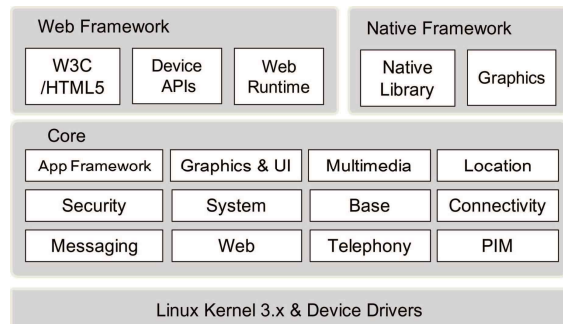 Web Framework
W3C
/HTML5
Device
APIs
Web
Runtime
Native Framework
Native
Library
Graphics
Core
App Framework
Graphics & UI
Multimedia
Location
Security
System
Base
Connectivity
Messaging
Web
Telephony
PIM
Linux Kernel 3.x & Device Drivers